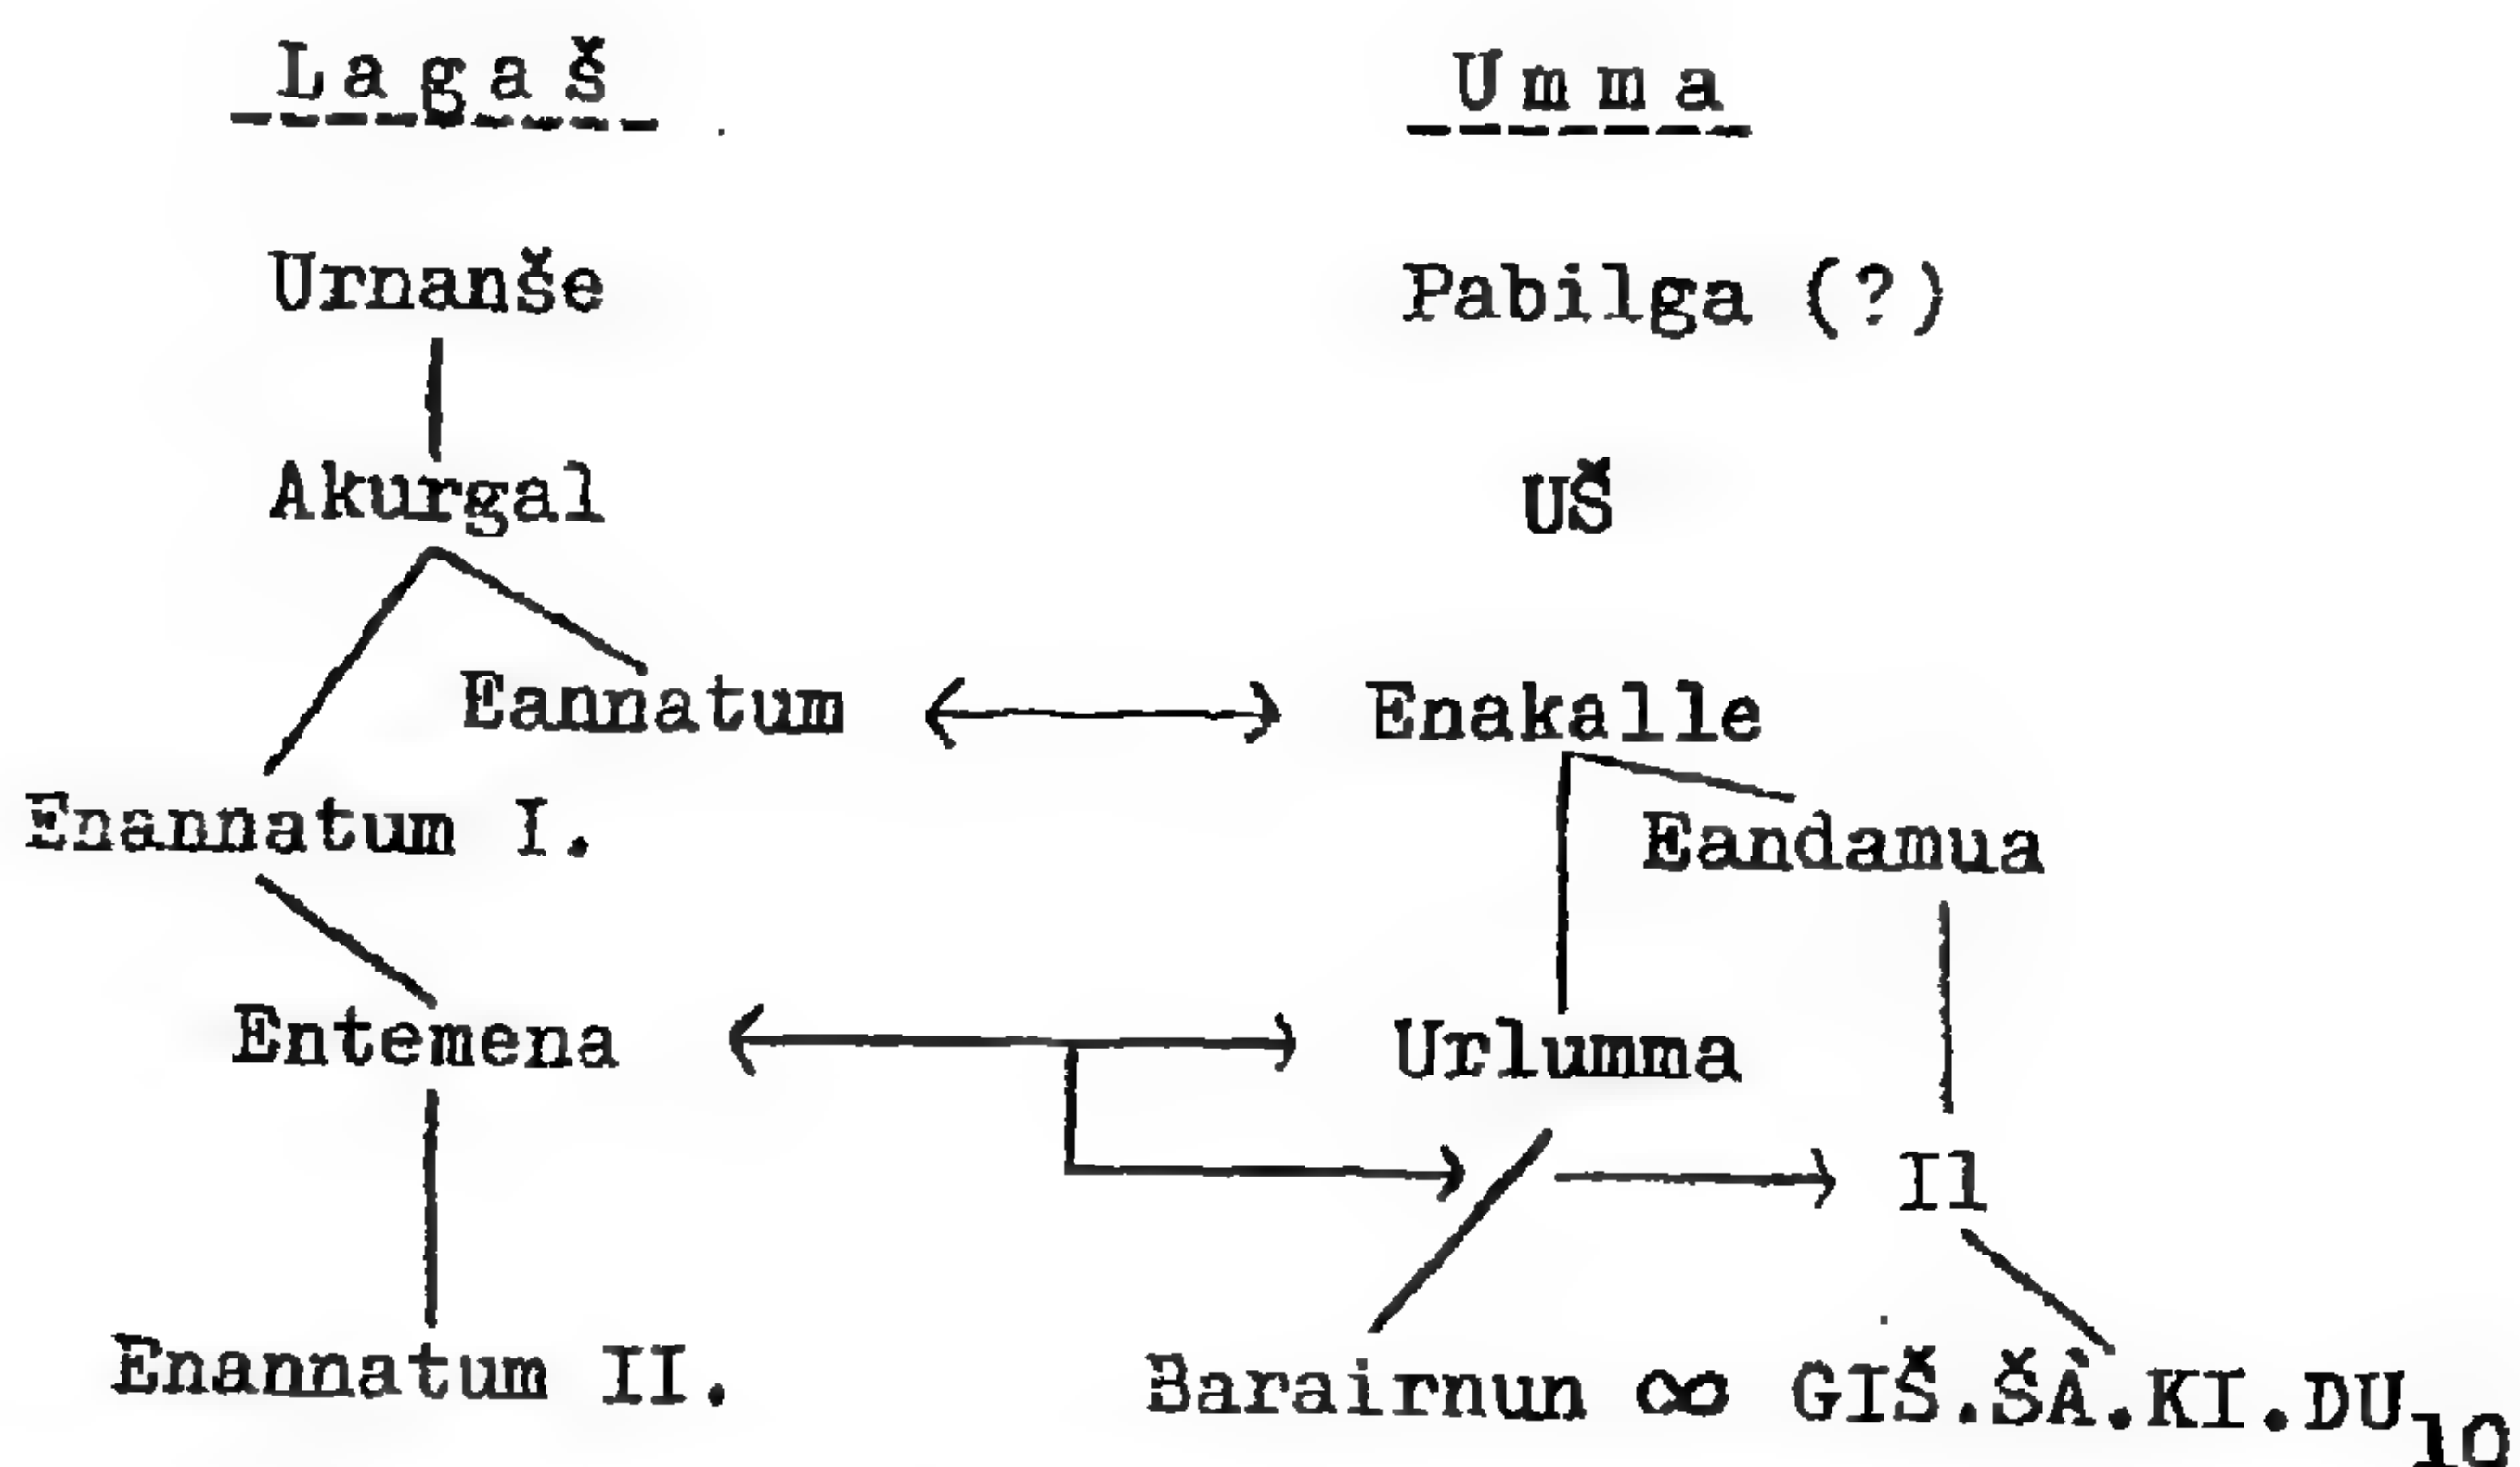 Lagaš Umma
Urnanše Pabilga (?)
Akurgal UŠ
Eannatum Enakalle
Enannatum I. Eandamua
Entemena Urlumma
Il
Enannatum II. Barairnun ∞ GIŠ.ŠÀ.KI.DU10